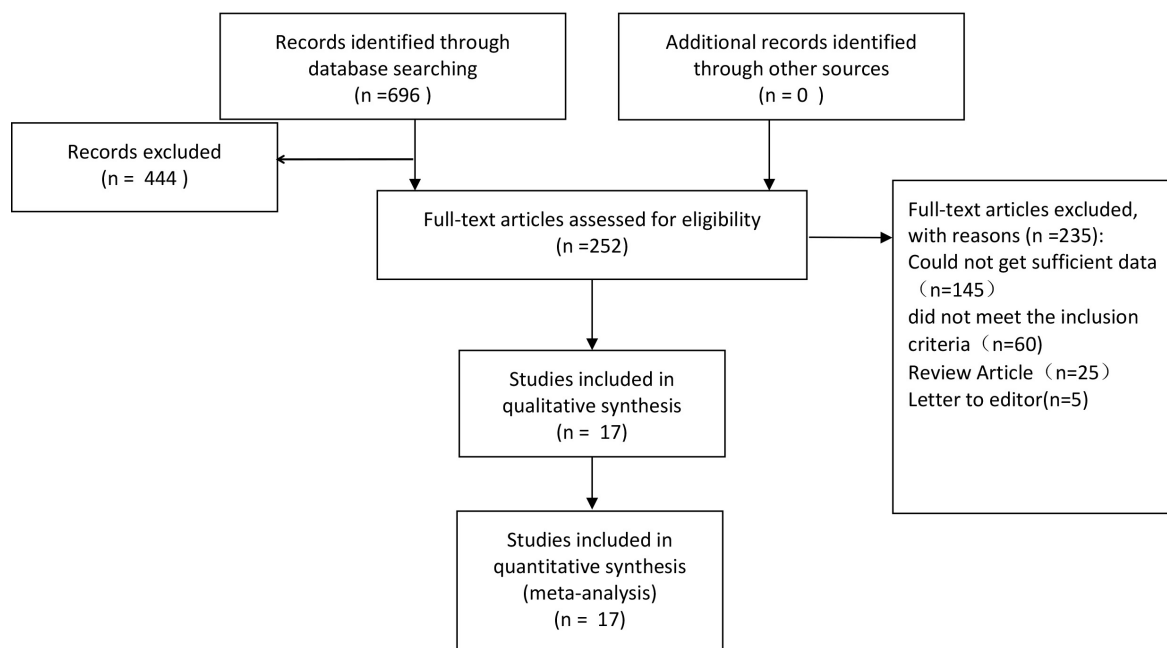 Records identified through
database searching
(n =696 )
Additional records identified
through other sources
(n = 0 )
Records excluded
(n = 444 )
Full-text articles assessed for eligibility
(n =252)
Full-text articles excluded,
with reasons (n =235):
Could not get sufficient data
（n=145）
did not meet the inclusion
criteria（n=60)
Review Article（n=25）
Letter to editor(n=5)
Studies included in
qualitative synthesis
(n = 17)
Studies included in
quantitative synthesis
(meta-analysis)
(n = 17)